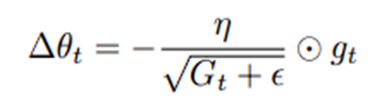 Δθ_t = − η / √(G_t + ϵ) ⊙ g_t